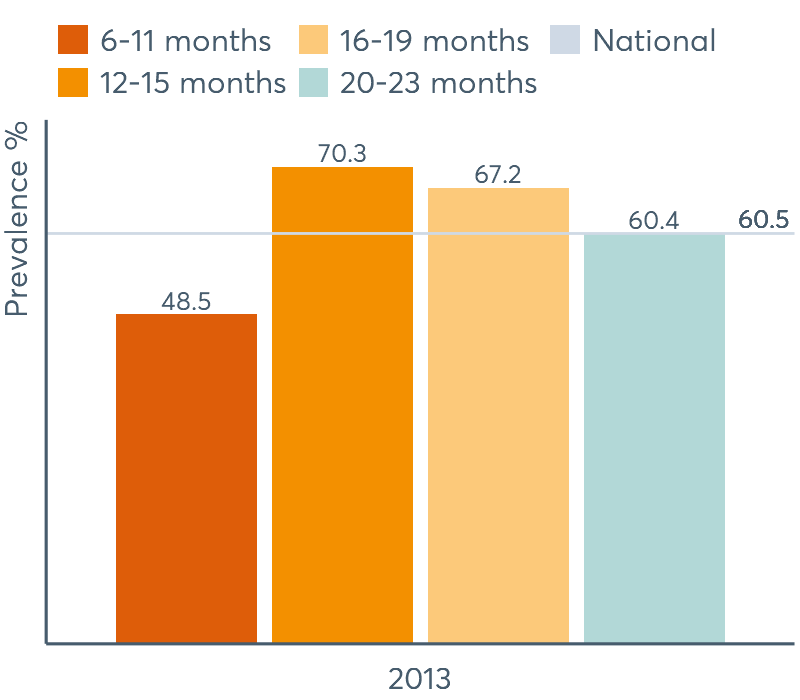 6-11 months 16-19 months National
12-15 months 20-23 months
Prevalence %
70.3
67.2
60.4 60.5
48.5
2013